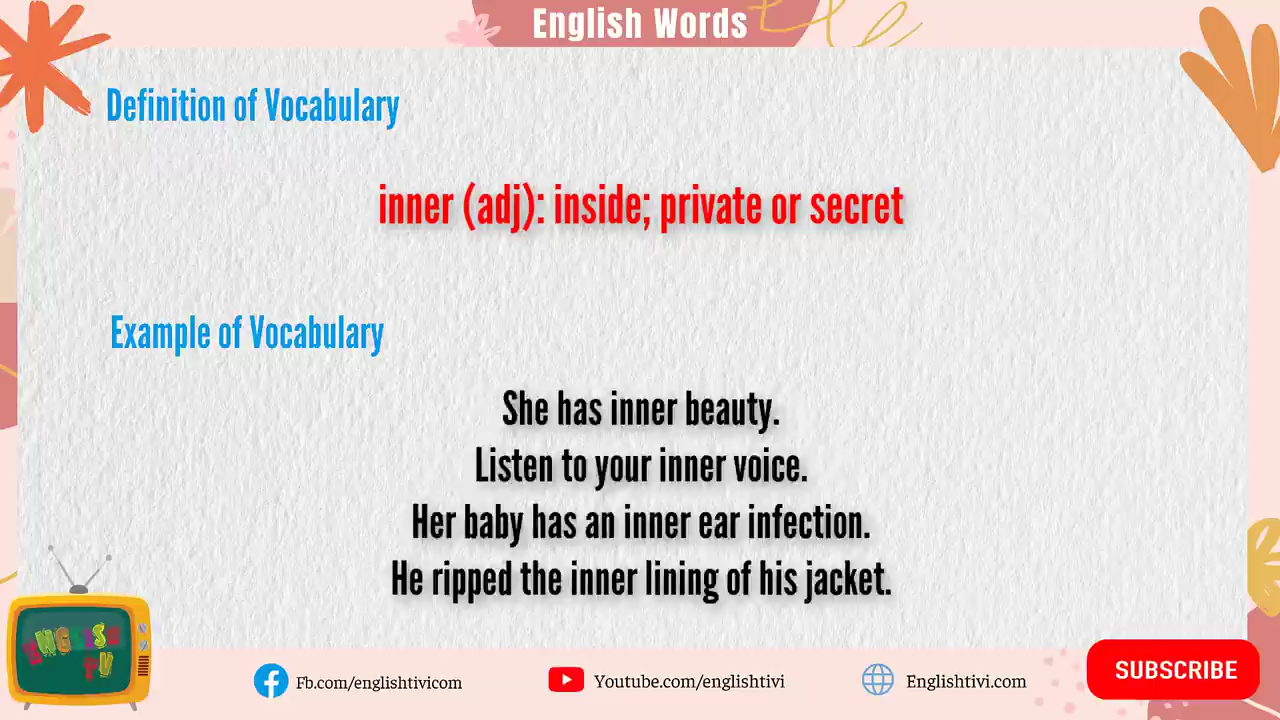 English Words
Definition of Vocabulary
inner (adj): inside; private or secret
Example of Vocabulary
She has inner beauty.
Listen to your inner voice.
Her baby has an inner ear infection.
He ripped the inner lining of his jacket.
ENGLISH
TV
Fb.com/englishtivicom
Youtube.com/englishtivi
Englishtivi.com
SUBSCRIBE